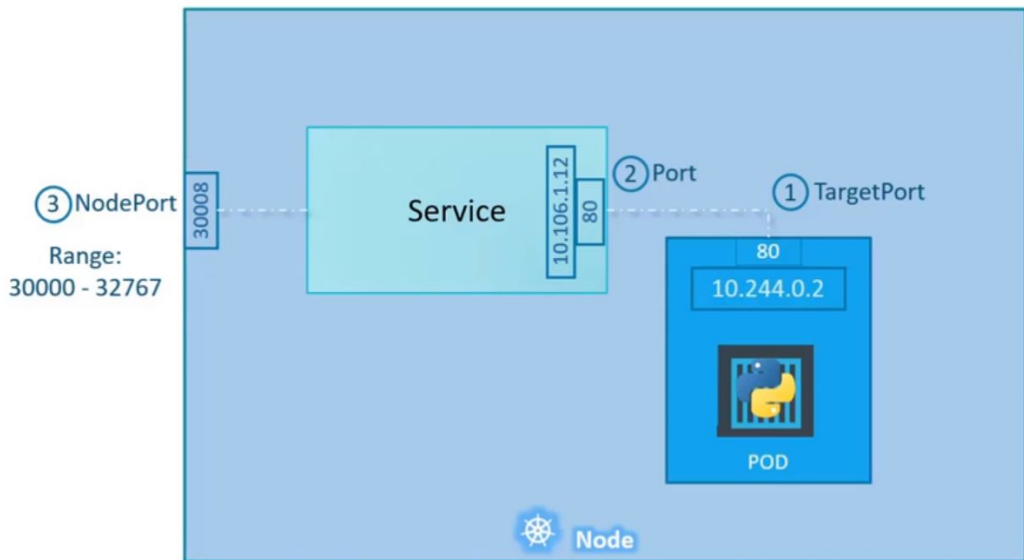 3 NodePort
Range:
30000 - 32767
30008
Service
10.106.1.12
80
2 Port
1 TargetPort
80
10.244.0.2
POD
Node